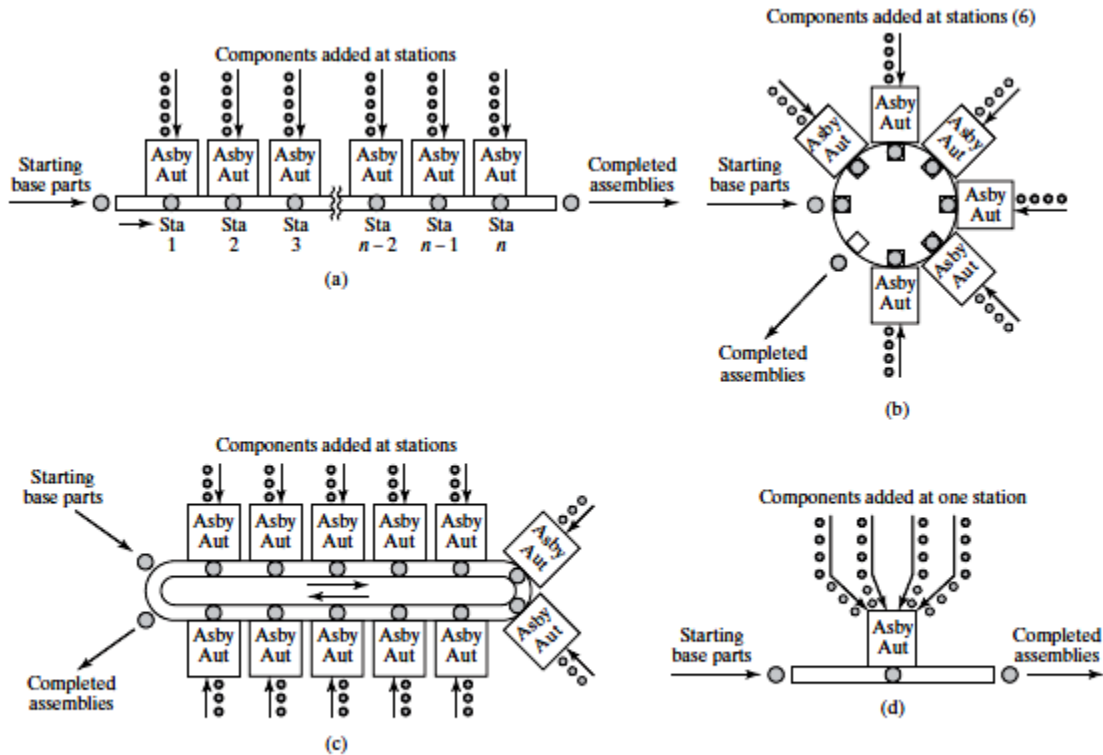 Components added at stations
Asby
Aut
Asby
Aut
Asby
Aut
Asby
Aut
Asby
Aut
Asby
Aut
Starting
base parts
Completed
assemblies
Sta
1
Sta
2
Sta
3
Sta
n – 2
Sta
n – 1
Sta
n
(a)
Components added at stations (6)
Asby
Aut
Asby
Aut
Asby
Aut
Starting
base parts
Asby
Aut
Asby
Aut
Asby
Aut
Completed
assemblies
(b)
Components added at stations
Starting
base parts
Asby
Aut
Asby
Aut
Asby
Aut
Asby
Aut
Asby
Aut
Asby
Aut
Asby
Aut
Asby
Aut
Asby
Aut
Asby
Aut
Asby
Aut
Asby
Aut
Completed
assemblies
(c)
Components added at one station
Asby
Aut
Starting
base parts
Completed
assemblies
(d)